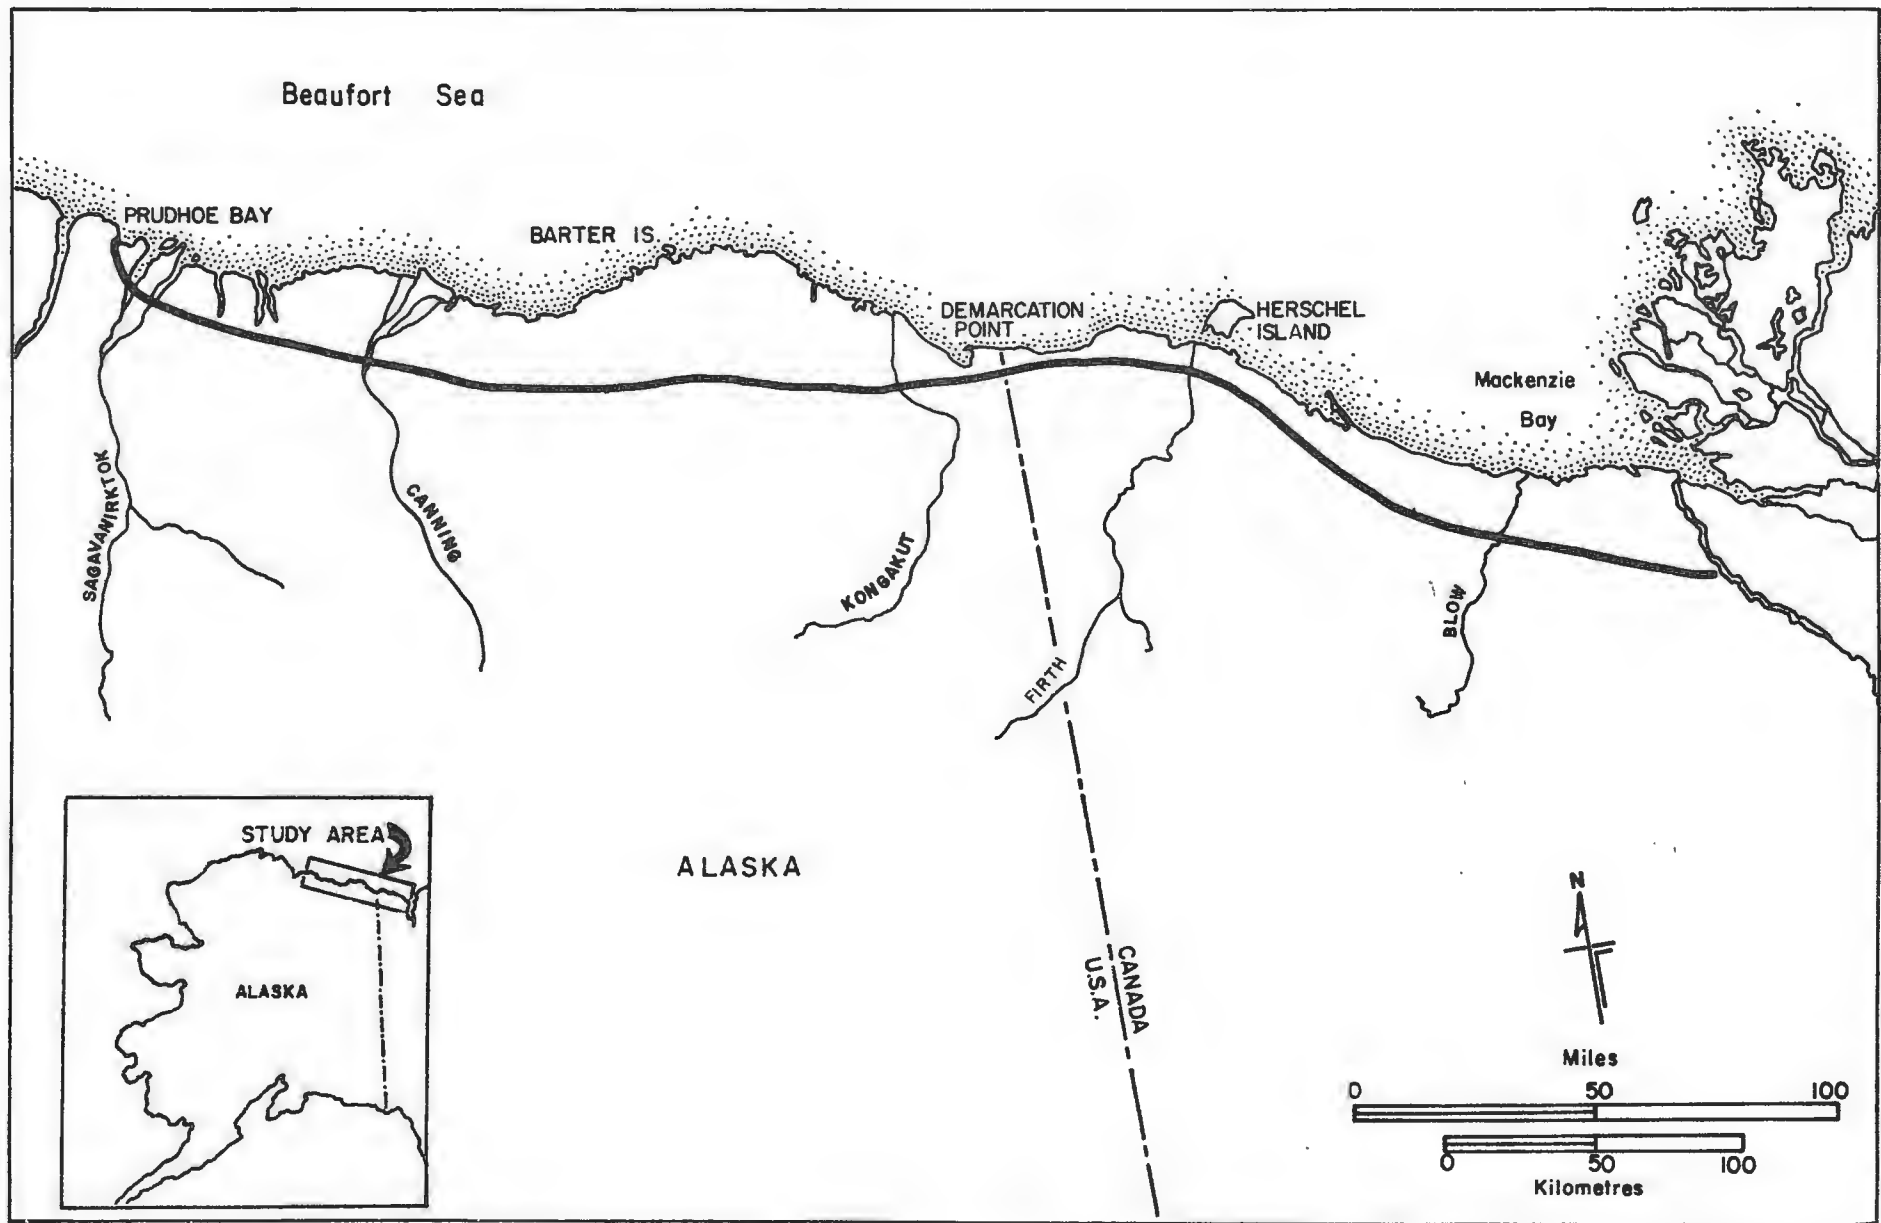 Beaufort Sea
PRUDHOE BAY
BARTER IS.
DEMARCATION
POINT
HERSCHEL
ISLAND
Mackenzie
Bay
SAGAVANIRKTOK
CANNING
KONGAKUT
FIRTH
BLOW
STUDY AREA
ALASKA
ALASKA
CANADA
U.S.A.
N
Miles
0 50 100
0 50 100
Kilometres